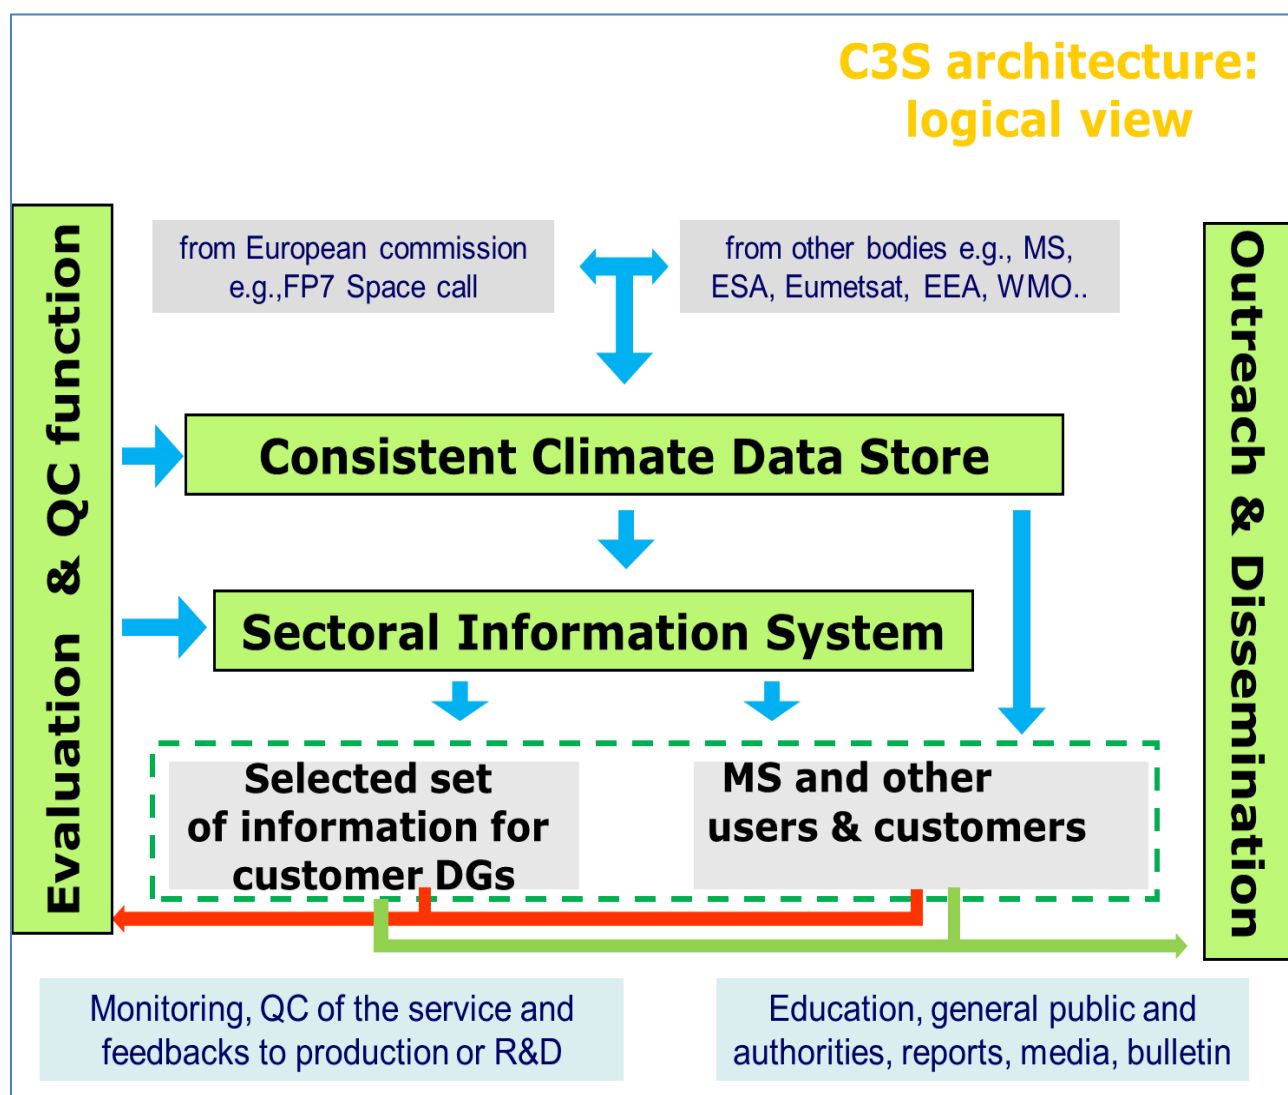 C3S architecture:
logical view
Evaluation & QC function
from European commission
e.g.,FP7 Space call
from other bodies e.g., MS,
ESA, Eumetsat, EEA, WMO..
Outreach & Dissemination
Consistent Climate Data Store
Sectoral Information System
Selected set
of information for
customer DGs
MS and other
users & customers
Monitoring, QC of the service and
feedbacks to production or R&D
Education, general public and
authorities, reports, media, bulletin